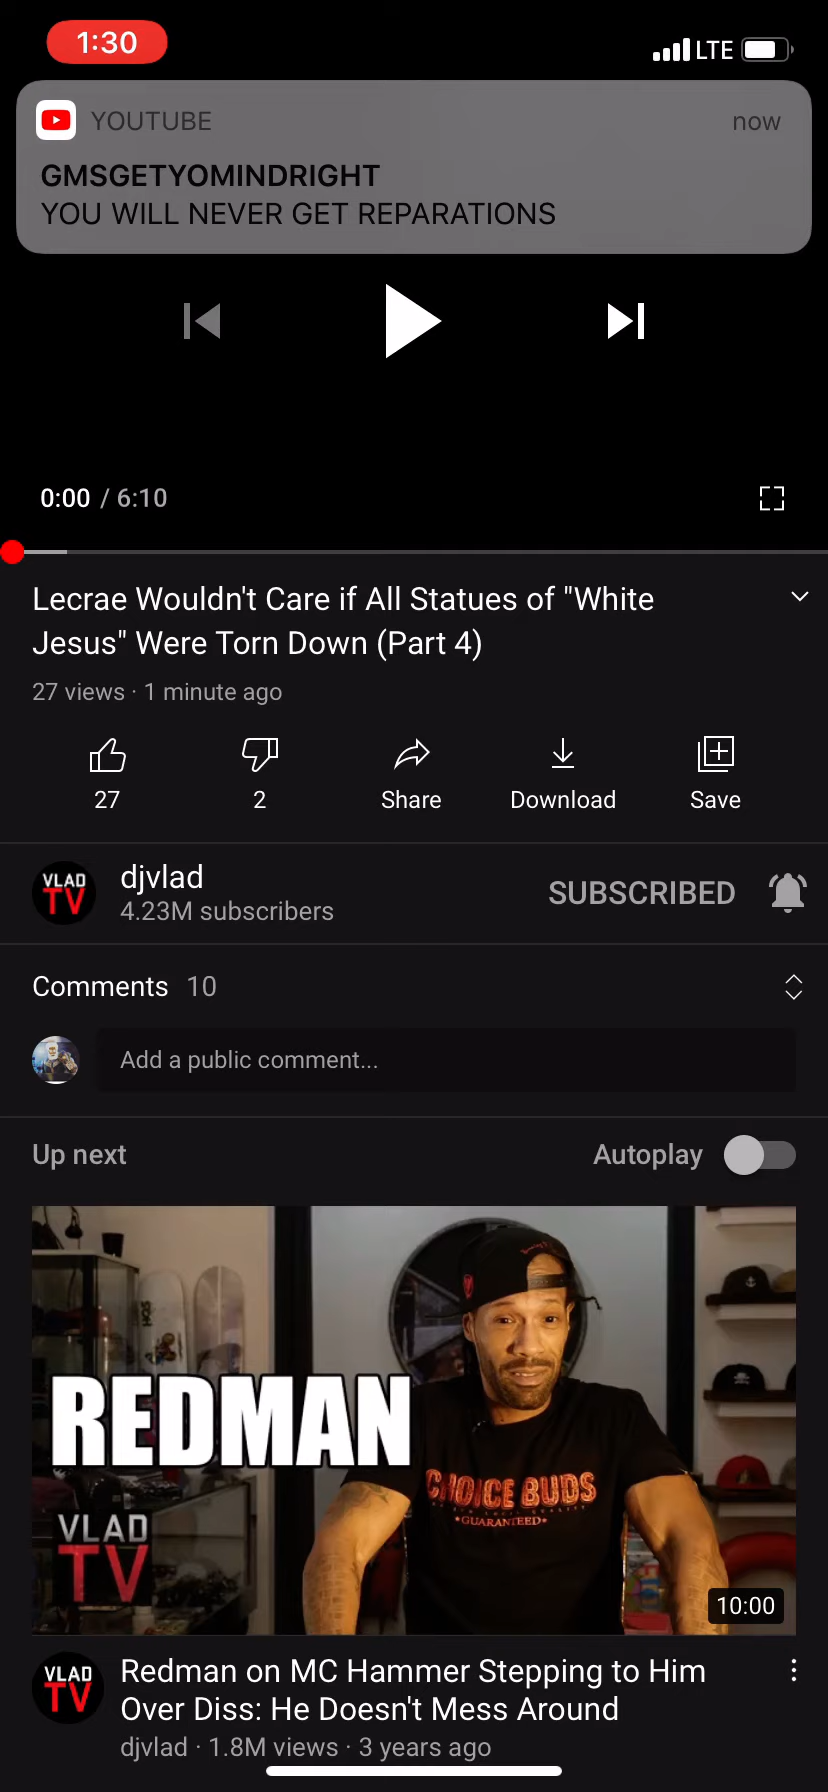 1:30
LTE
YOUTUBE
now
GMSGETYOMINDRIGHT
YOU WILL NEVER GET REPARATIONS
0:00 / 6:10
Lecrae Wouldn't Care if All Statues of "White
Jesus" Were Torn Down (Part 4)
27 views · 1 minute ago
27
2
Share
Download
Save
VLAD
TV
djvlad
4.23M subscribers
SUBSCRIBED
Comments 10
Add a public comment...
Up next
Autoplay
REDMAN
CHOICE BUDS
GUARANTEED
VLAD
TV
10:00
VLAD
TV
Redman on MC Hammer Stepping to Him
Over Diss: He Doesn't Mess Around
djvlad · 1.8M views · 3 years ago